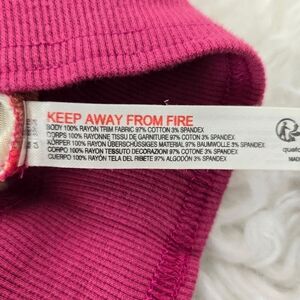 KEEP AWAY FROM FIRE
BODY 100% RAYON TRIM FABRIC 97% COTTON 3% SPANDEX
CORPS 100% RAYONNE TISSU DE GARNITURE 97% COTON 3% SPANDEX
KÖRPER 100% RAYON ÜBERSCHÜSSIGES MATERIAL 97% BAUMWOLLE 3% SPANDEX
CORPO 100% RAYON TESSUTO DECORAZIONI 97% COTONE 3% SPANDEX
CUERPO 100% RAYON TELA DEL RIBETE 97% ALGODÓN 3% SPANDEX
MADE